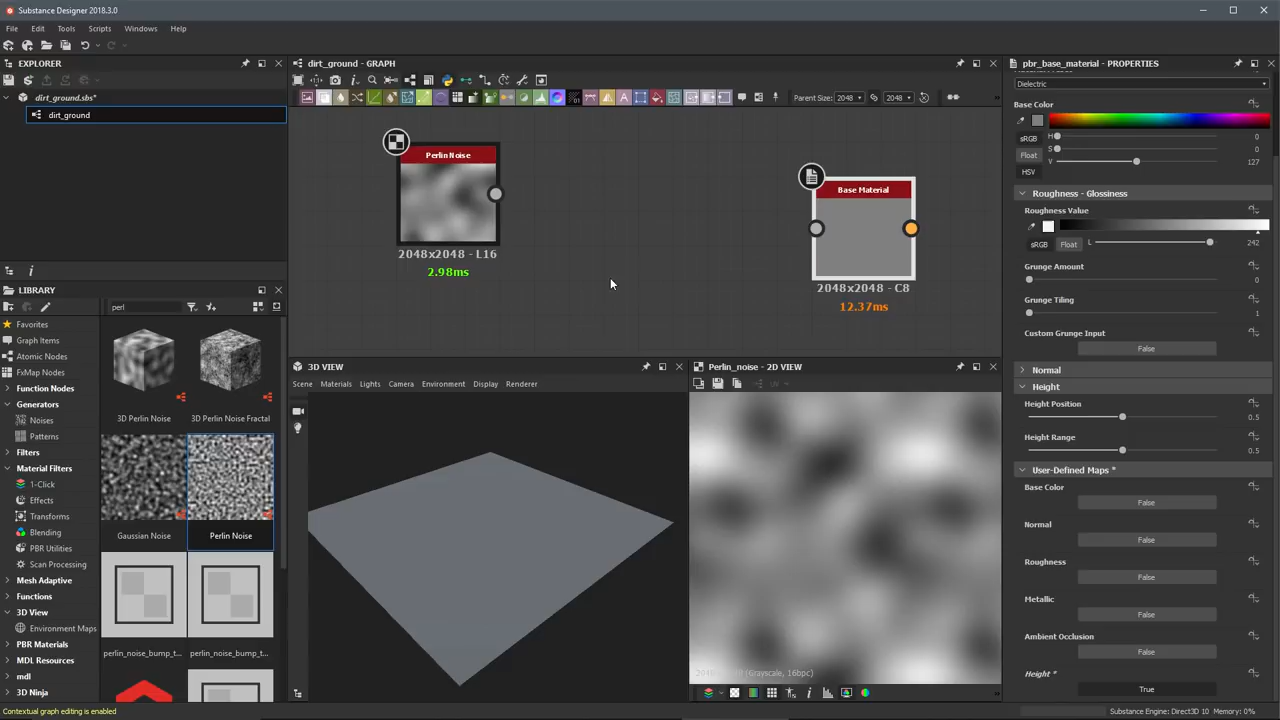 Substance Designer 2018.3.0
File Edit Tools Scripts Windows Help
EXPLORER
dirt_ground.sbs*
dirt_ground
LIBRARY
perl
Favorites
Graph Items
Atomic Nodes
FxMap Nodes
Function Nodes
Generators
Noises
Patterns
Filters
Material Filters
1-Click
Effects
Transforms
Blending
PBR Utilities
Scan Processing
Mesh Adaptive
Functions
3D View
Environment Maps
PBR Materials
MDL Resources
mdl
3D Ninja
3D Perlin Noise
3D Perlin Noise Fractal
Gaussian Noise
Perlin Noise
perlin_noise_bump_t...
perlin_noise_bump_t...
dirt_ground - GRAPH
Parent Size: 2048 2048
Perlin Noise
2048x2048 - L16
2.98ms
Base Material
2048x2048 - C8
12.37ms
3D VIEW
Scene Materials Lights Camera Environment Display Renderer
Perlin_noise - 2D VIEW
UV
(Grayscale, 16bpc)
pbr_base_material - PROPERTIES
Dielectric
Base Color
sRGB
Float
HSV
H 0
S 0
V 127
Roughness - Glossiness
Roughness Value
sRGB Float L 242
Grunge Amount
0
Grunge Tiling
1
Custom Grunge Input
False
Normal
Height
Height Position
0.5
Height Range
0.5
User-Defined Maps *
Base Color
False
Normal
False
Roughness
False
Metallic
False
Ambient Occlusion
False
Height *
True
Contextual graph editing is enabled
Substance Engine: Direct3D 10 Memory: 0%